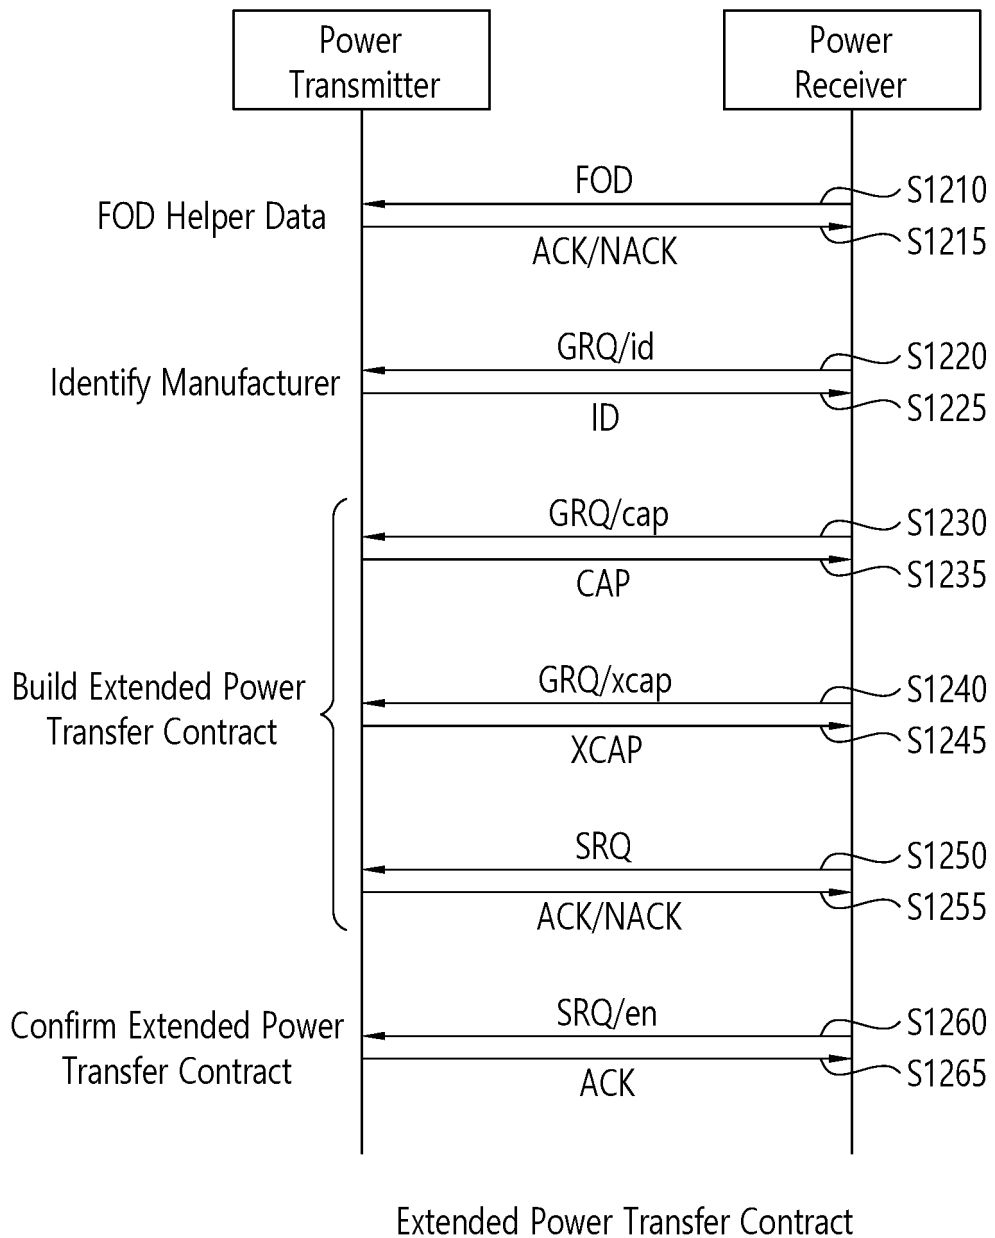 Power
Transmitter
Power
Receiver
FOD
S1210
FOD Helper Data
ACK/NACK
S1215
GRQ/id
S1220
Identify Manufacturer
ID
S1225
GRQ/cap
S1230
CAP
S1235
Build Extended Power
Transfer Contract
GRQ/xcap
S1240
XCAP
S1245
SRQ
S1250
ACK/NACK
S1255
Confirm Extended Power
Transfer Contract
SRQ/en
S1260
ACK
S1265
Extended Power Transfer Contract